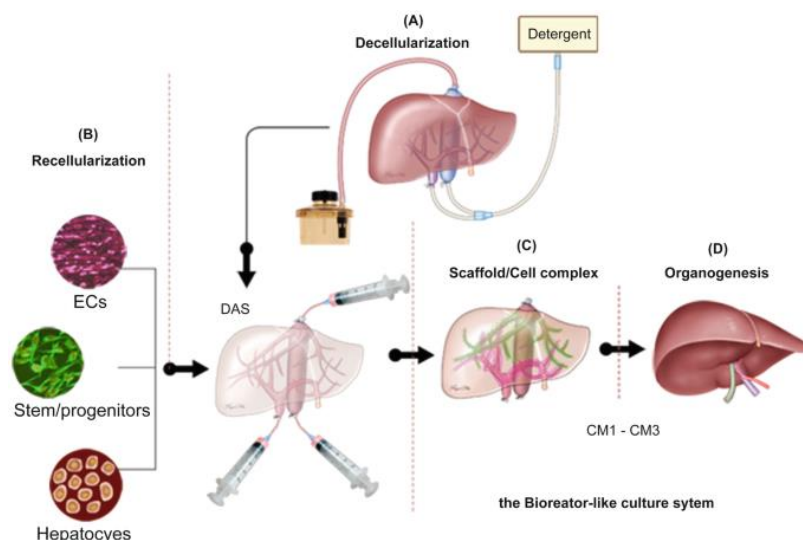 (A)
Decellularization
Detergent
(B)
Recellularization
ECs
Stem/progenitors
Hepatocyes
DAS
(C)
Scaffold/Cell complex
(D)
Organogenesis
CM1 - CM3
the Bioreator-like culture sytem